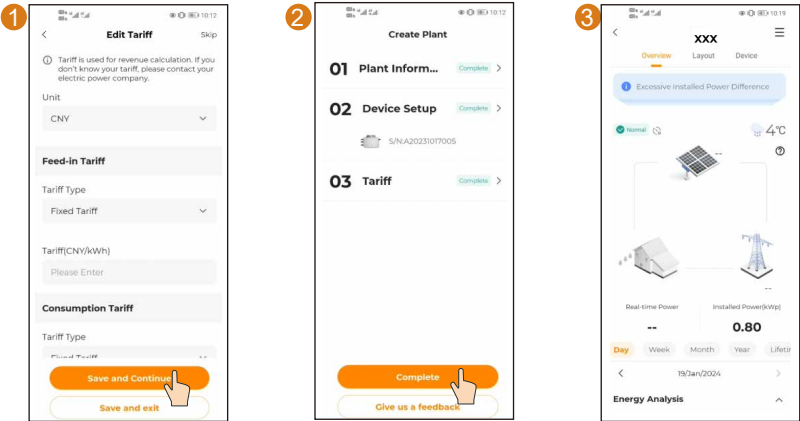 1
10:12
Edit Tariff
Skip
Tariff is used for revenue calculation. If you
don't know your tariff, please contact your
electric power company.
Unit
CNY
Feed-in Tariff
Tariff Type
Fixed Tariff
Tariff(CNY/kWh)
Please Enter
Consumption Tariff
Tariff Type
Fixed Tariff
Save and Continue
Save and exit
2
10:12
Create Plant
01 Plant Inform... Complete
02 Device Setup Complete
S/N:A20231017005
03 Tariff Complete
Complete
Give us a feedback
3
10:19
XXX
Overview Layout Device
Excessive Installed Power Difference
Normal
4°C
--
--
Real-time Power Installed Power(kWp)
-- 0.80
Day Week Month Year Lifetir
19/Jan/2024
Energy Analysis